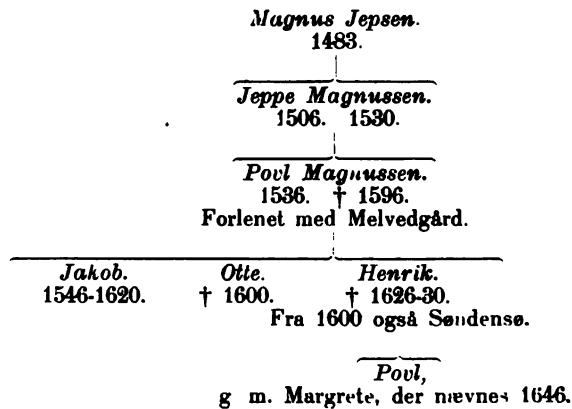 Magnus Jepsen.
1483.
Jeppe Magnussen.
1506. 1530.
Povl Magnussen.
1536. † 1596.
Forlenet med Melvedgård.
Jakob. Otte. Henrik.
1546-1620. † 1600. † 1626-30.
Fra 1600 også Søndensø.
Povl,
g m. Margrete, der nævnes 1646.